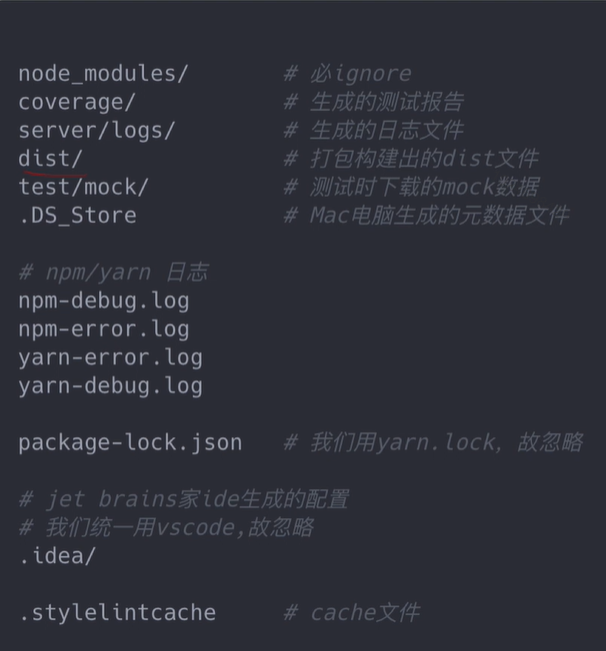 node_modules/ # 必ignore
coverage/ # 生成的测试报告
server/logs/ # 生成的日志文件
dist/ # 打包构建出的dist文件
test/mock/ # 测试时下载的mock数据
.DS_Store # Mac电脑生成的元数据文件
# npm/yarn 日志
npm-debug.log
npm-error.log
yarn-error.log
yarn-debug.log
package-lock.json # 我们用yarn.lock, 故忽略
# jet brains家ide生成的配置
# 我们统一用vscode,故忽略
.idea/
.stylelintcache # cache文件